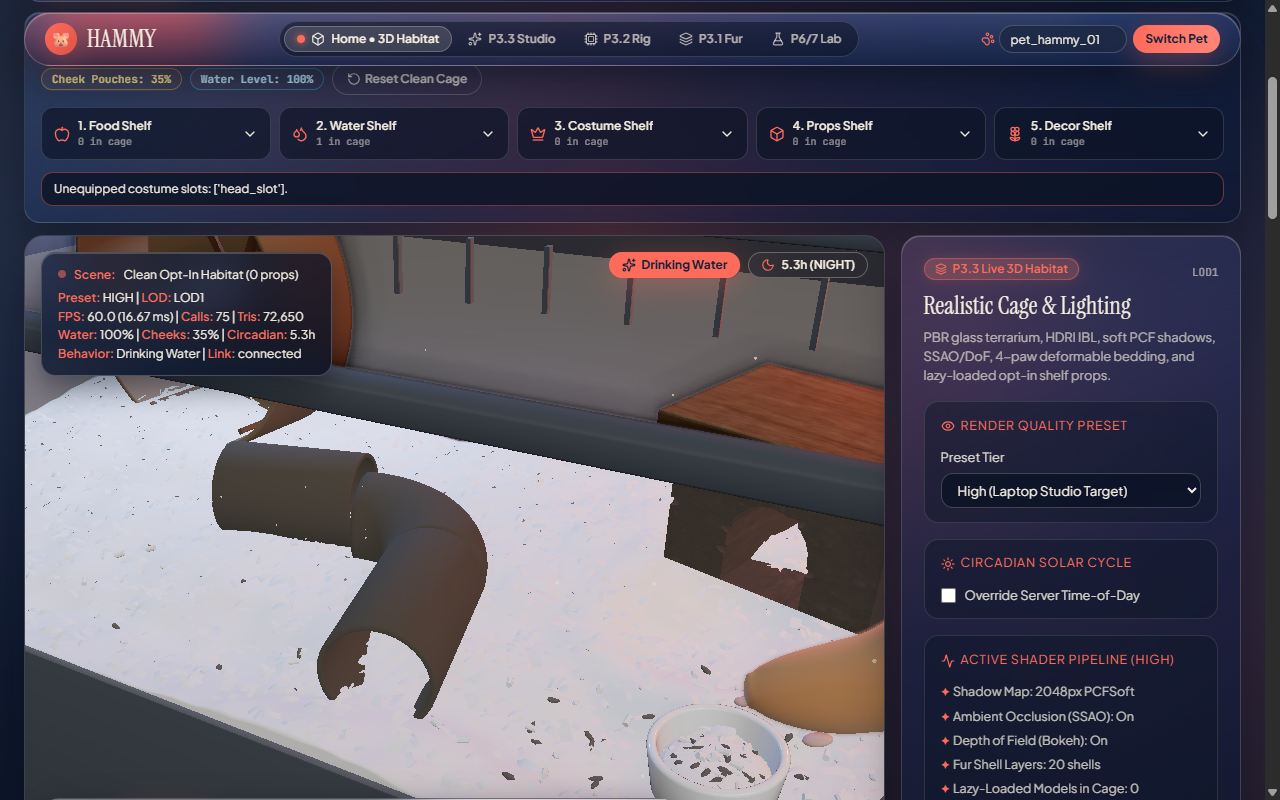 HAMMY
Home • 3D Habitat
P3.3 Studio
P3.2 Rig
P3.1 Fur
P6/7 Lab
pet_hammy_01
Switch Pet
Cheek Pouches: 35%
Water Level: 100%
Reset Clean Cage
1. Food Shelf
0 in cage
2. Water Shelf
1 in cage
3. Costume Shelf
0 in cage
4. Props Shelf
0 in cage
5. Decor Shelf
0 in cage
Unequipped costume slots: ['head_slot'].
Scene: Clean Opt-In Habitat (0 props)
Preset: HIGH | LOD: LOD1
FPS: 60.0 (16.67 ms) | Calls: 75 | Tris: 72,650
Water: 100% | Cheeks: 35% | Circadian: 5.3h
Behavior: Drinking Water | Link: connected
Drinking Water
5.3h (NIGHT)
P3.3 Live 3D Habitat
LOD1
Realistic Cage & Lighting
PBR glass terrarium, HDRI IBL, soft PCF shadows,
SSAO/DoF, 4-paw deformable bedding, and
lazy-loaded opt-in shelf props.
RENDER QUALITY PRESET
Preset Tier
High (Laptop Studio Target)
CIRCADIAN SOLAR CYCLE
Override Server Time-of-Day
ACTIVE SHADER PIPELINE (HIGH)
✦ Shadow Map: 2048px PCFSoft
✦ Ambient Occlusion (SSAO): On
✦ Depth of Field (Bokeh): On
✦ Fur Shell Layers: 20 shells
✦ Lazy-Loaded Models in Cage: 0